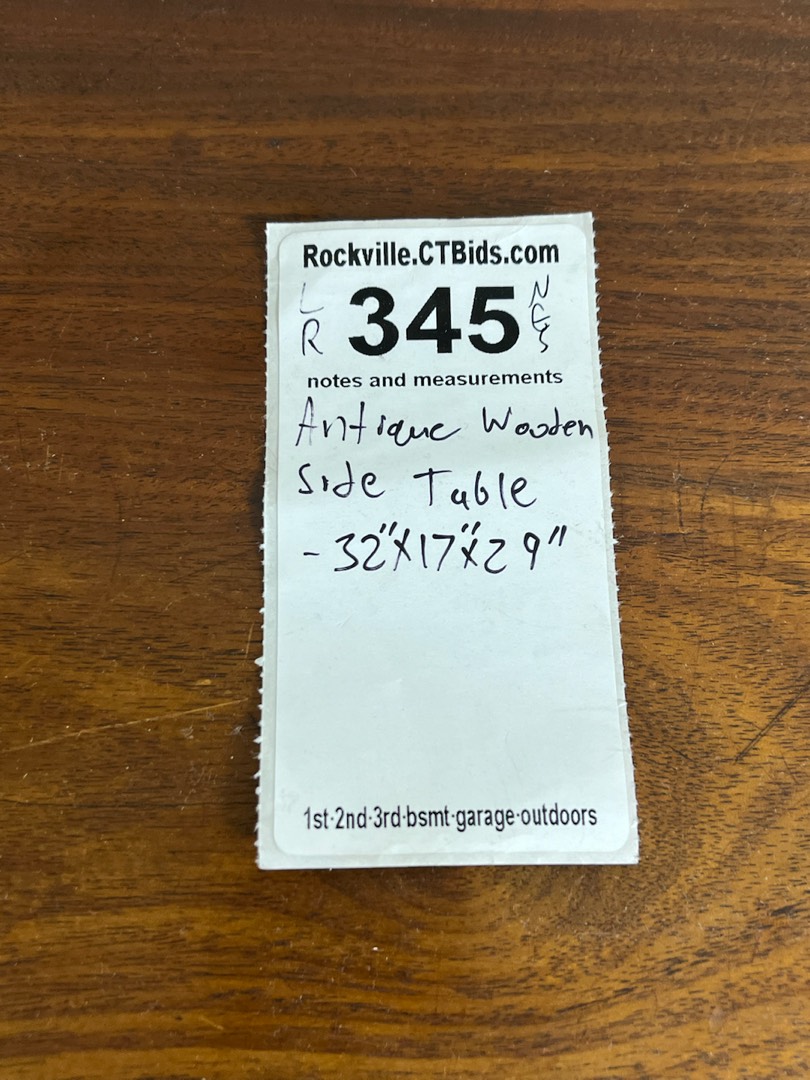 Rockville.CTBids.com
L
R
345
notes and measurements
Antique Wooden
Side Table
- 32"X17"X29"
1st·2nd·3rd·bsmt·garage·outdoors